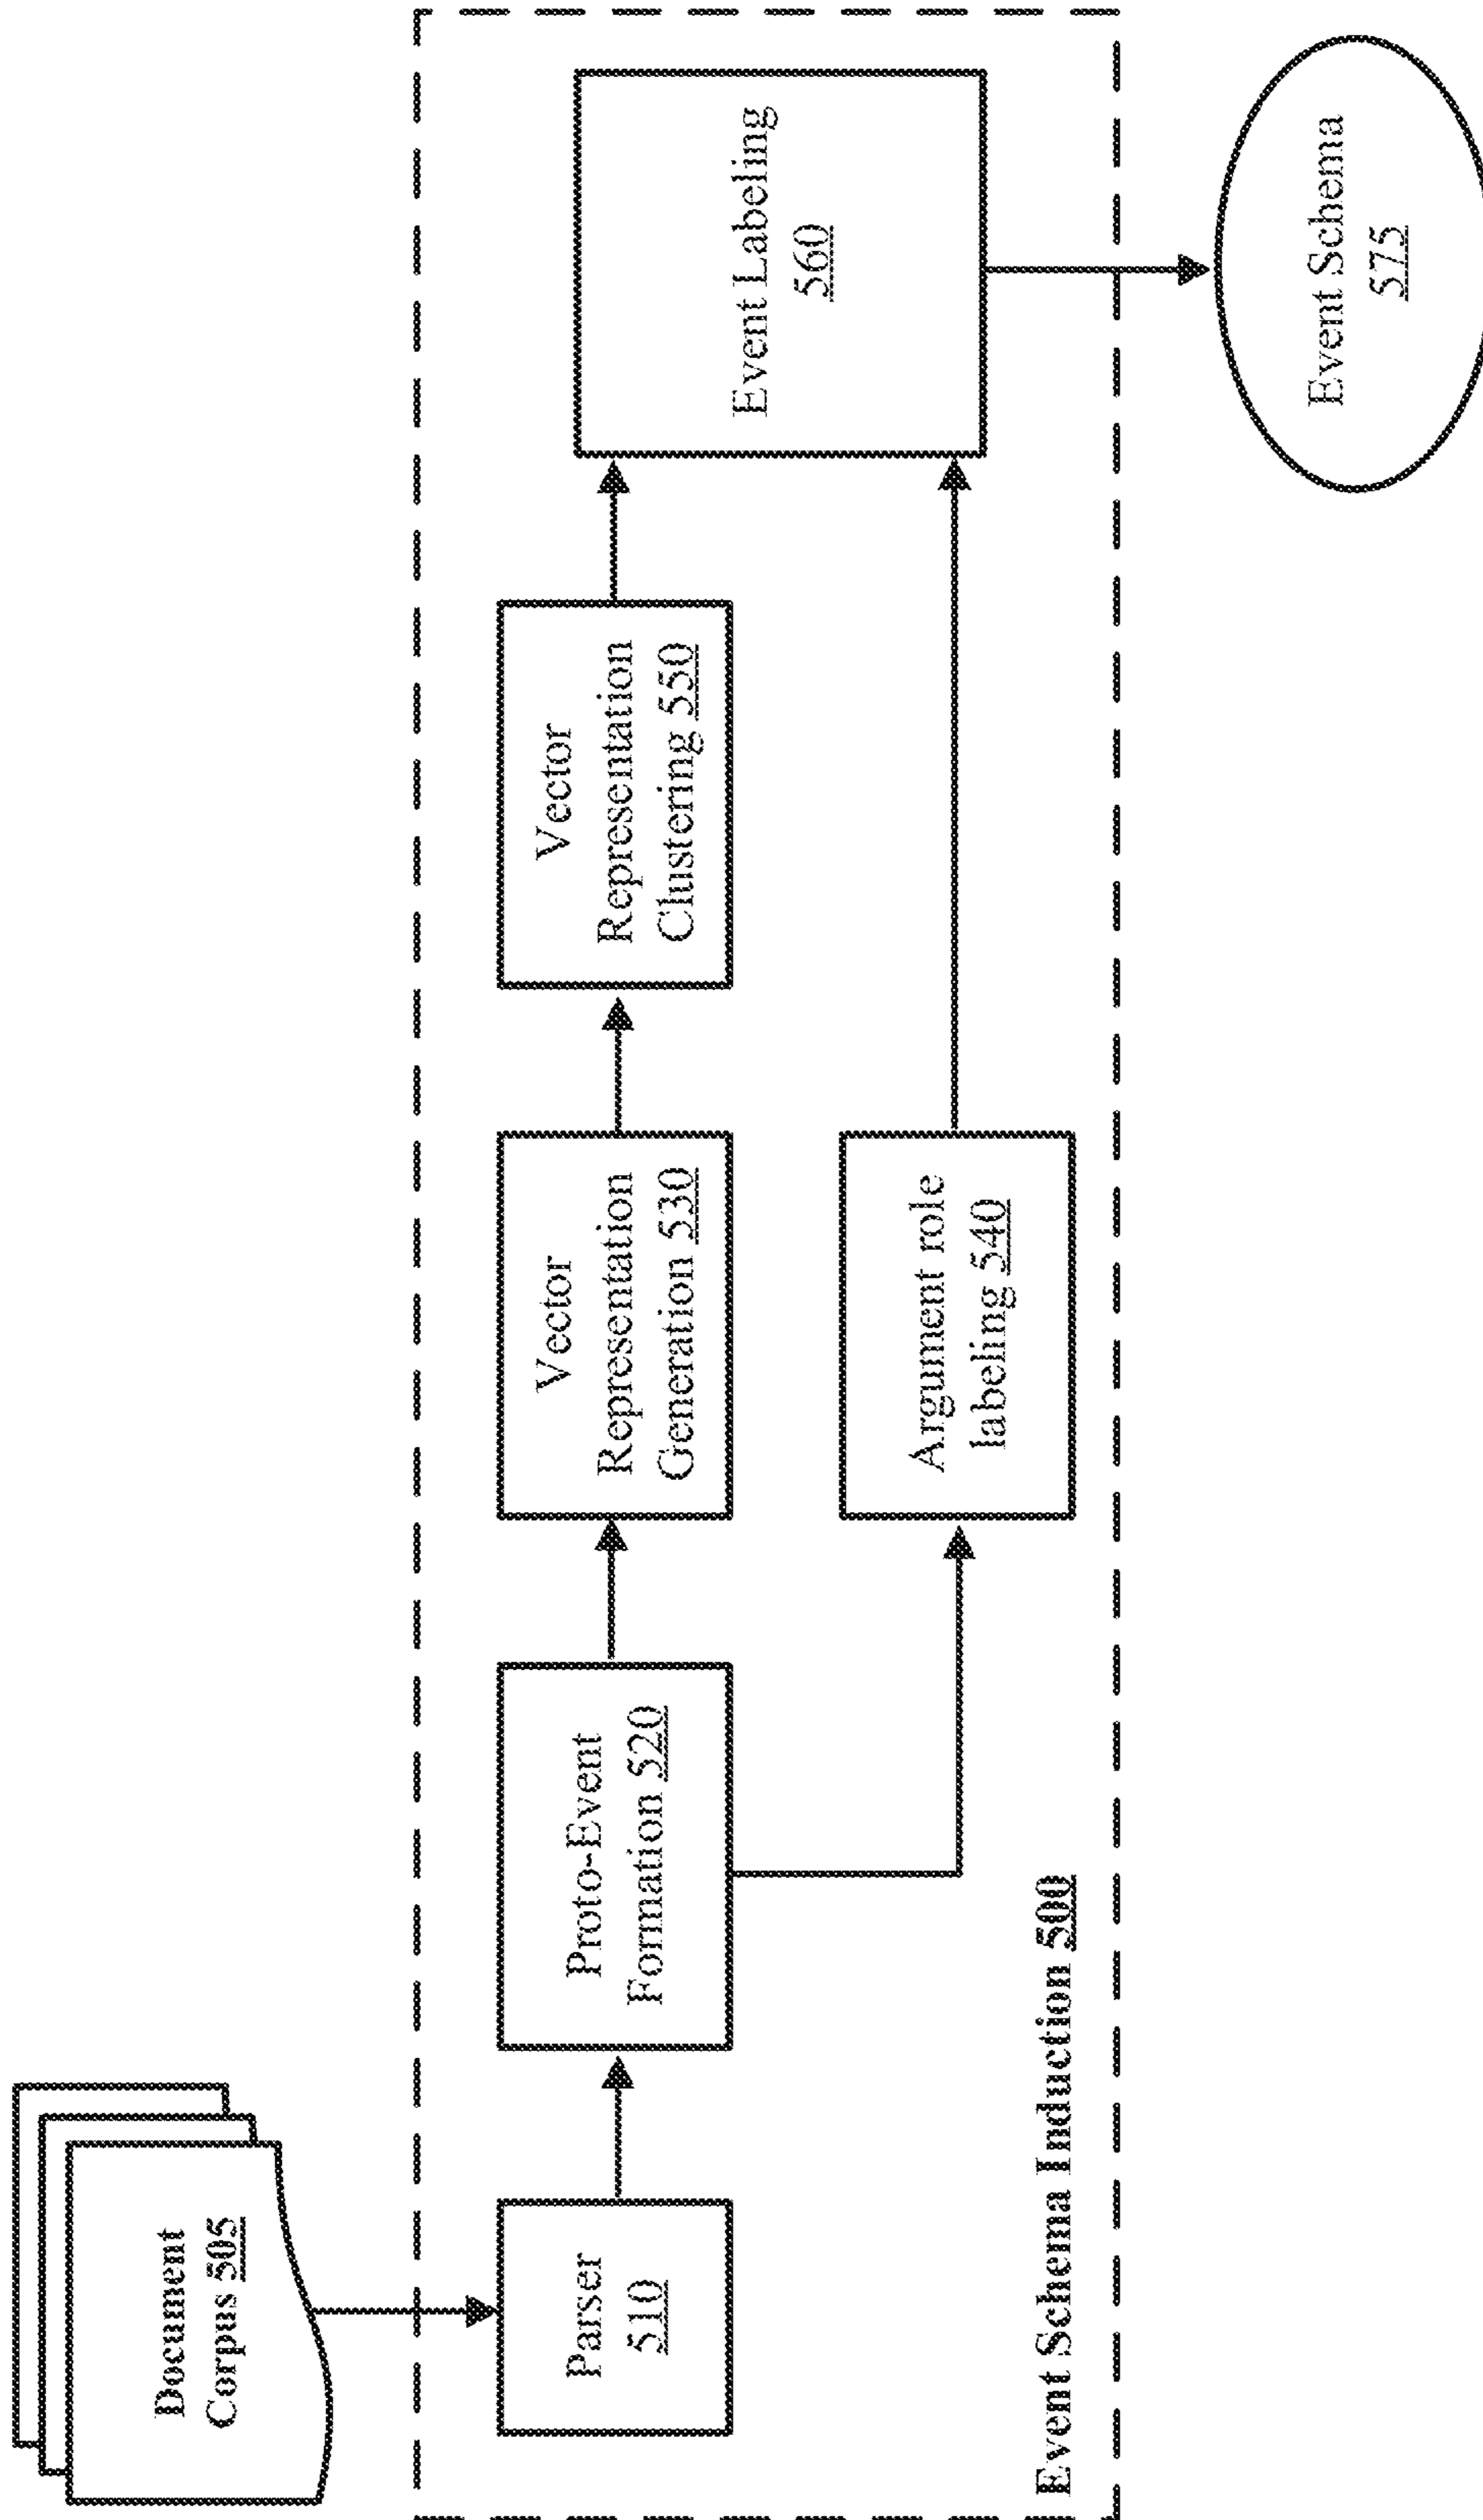 Document
Corpus 505
Parser
510
Proto-Event
Formation 520
Vector
Representation
Generation 530
Vector
Representation
Clustering 550
Argument role
labeling 540
Event Labeling
560
Event Schema Induction 500
Event Schema
575